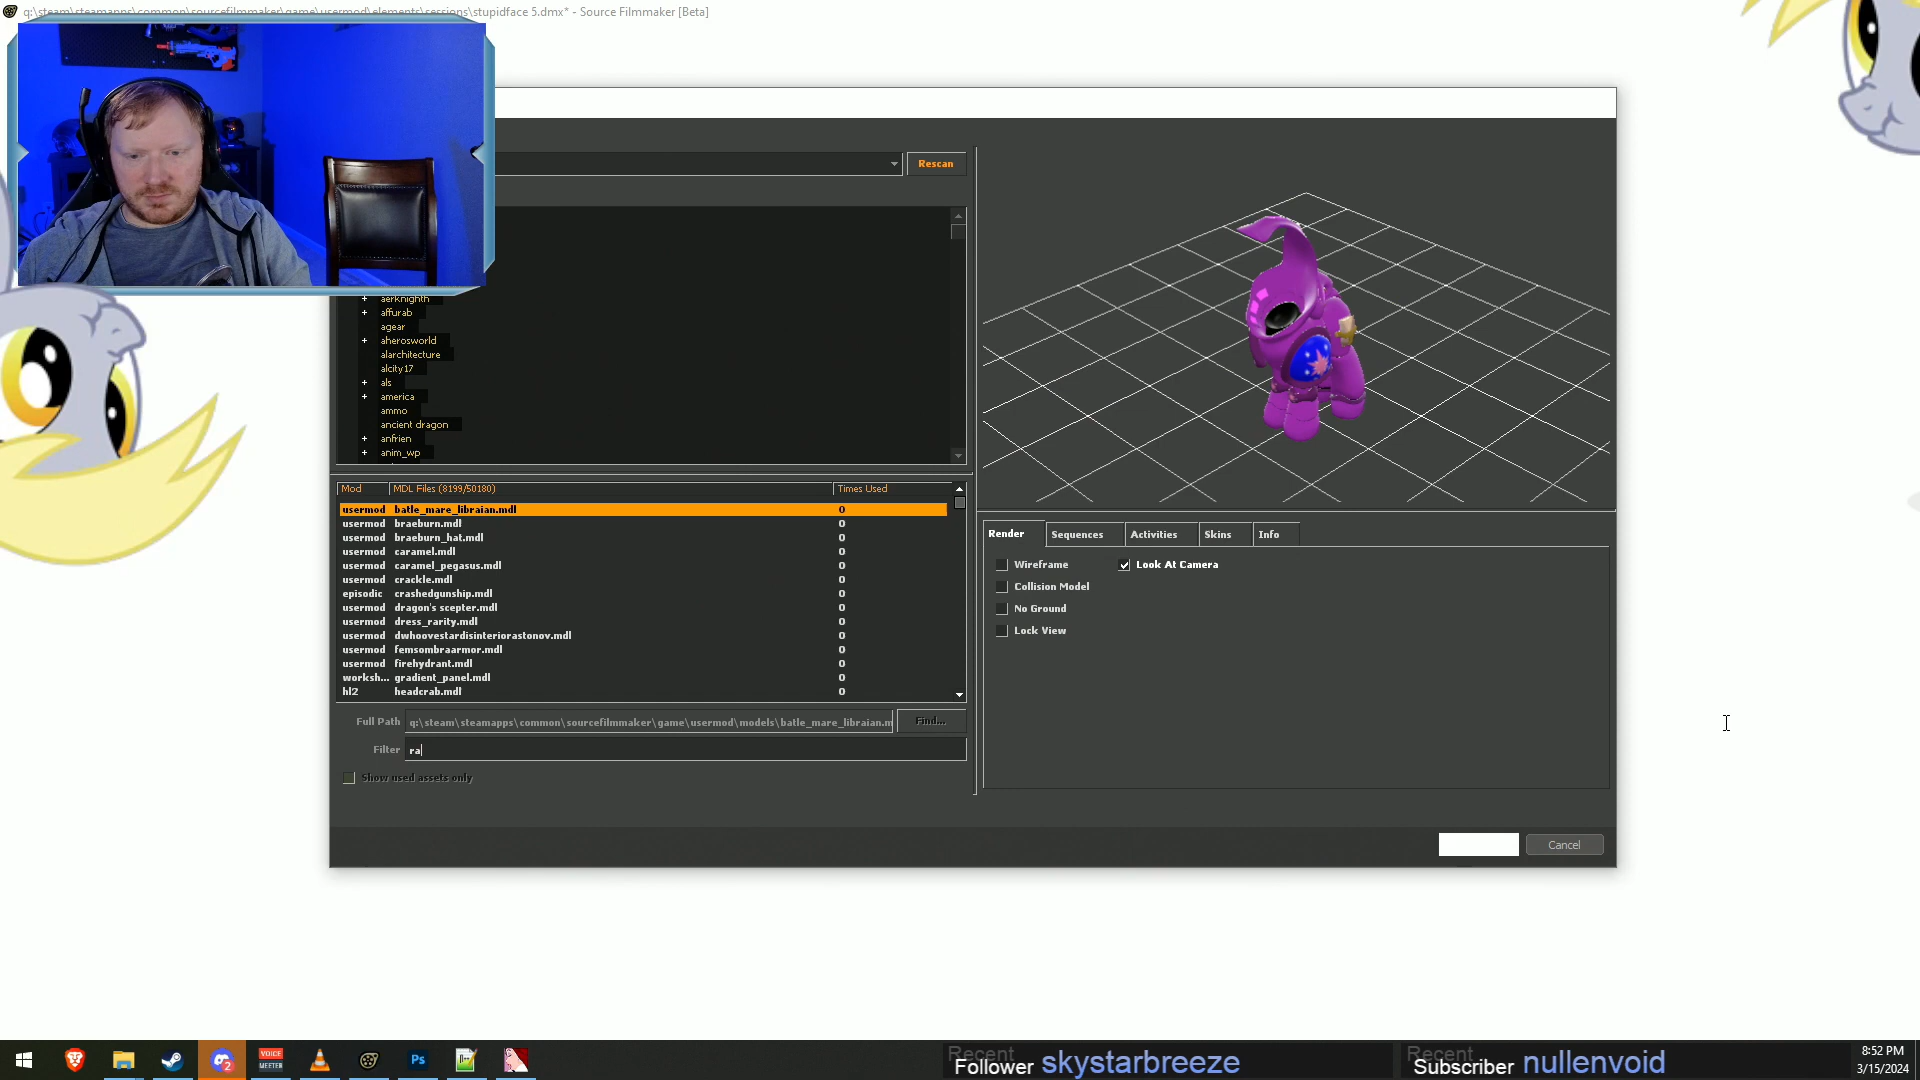 q:\steam\steamapps\common\sourcefilmmaker\game\usermod\elements\sessions\stupidface 5.dmx* - Source Filmmaker [Beta]
Rescan
aerknighth
affurab
agear
aherosworld
alarchitecture
alcity17
als
america
ammo
ancient dragon
anfrien
anim_wp
Mod MDL Files (8199/50180) Times Used
usermod batle_mare_libraian.mdl 0
usermod braeburn.mdl 0
usermod braeburn_hat.mdl 0
usermod caramel.mdl 0
usermod caramel_pegasus.mdl 0
usermod crackle.mdl 0
episodic crashedgunship.mdl 0
usermod dragon's scepter.mdl 0
usermod dress_rarity.mdl 0
usermod dwhoovestardisinteriorastonov.mdl 0
usermod femsombraarmor.mdl 0
usermod firehydrant.mdl 0
worksh... gradient_panel.mdl 0
hl2 headcrab.mdl 0
Full Path q:\steam\steamapps\common\sourcefilmmaker\game\usermod\models\batle_mare_libraian.m Find...
Filter ra
Show used assets only
Render Sequences Activities Skins Info
Wireframe Look At Camera
Collision Model
No Ground
Lock View
Cancel
VOICE
MEETER
2
Ps
Recent
Follower skystarbreeze
Recent
Subscriber nullenvoid
8:52 PM
3/15/2024